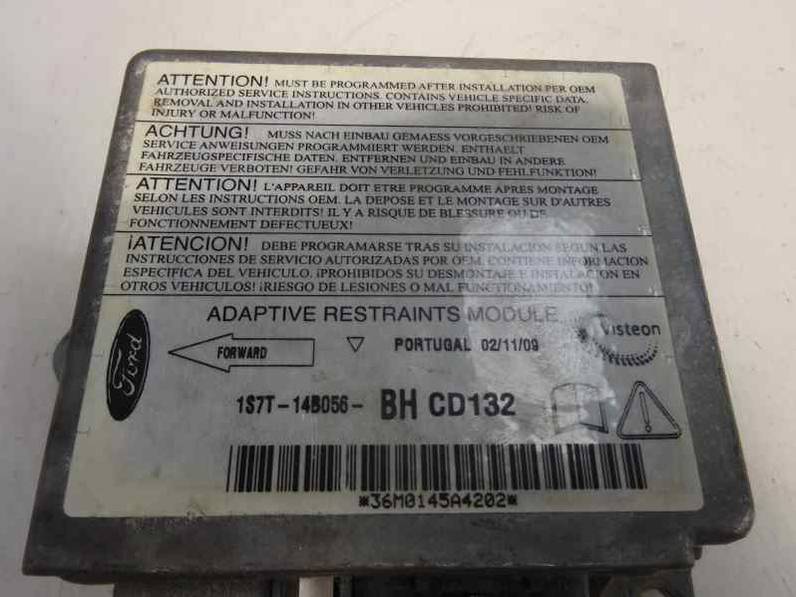 ATTENTION! MUST BE PROGRAMMED AFTER INSTALLATION PER OEM
AUTHORIZED SERVICE INSTRUCTIONS. CONTAINS VEHICLE SPECIFIC DATA.
REMOVAL AND INSTALLATION IN OTHER VEHICLES PROHIBITED! RISK OF
INJURY OR MALFUNCTION!
ACHTUNG! MUSS NACH EINBAU GEMAESS VORGESCHRIEBENEN OEM
SERVICE ANWEISUNGEN PROGRAMMIERT WERDEN. ENTHAELT
FAHRZEUGSPEZIFISCHE DATEN. ENTFERNEN UND EINBAU IN ANDERE
FAHRZEUGE VERBOTEN! GEFAHR VON VERLETZUNG UND FEHLFUNKTION!
ATTENTION! L'APPAREIL DOIT ETRE PROGRAMME APRES MONTAGE
SELON LES INSTRUCTIONS OEM. LA DEPOSE ET LE MONTAGE SUR D'AUTRES
VEHICULES SONT INTERDITS! IL Y A RISQUE DE BLESSURE OU DE
FONCTIONNEMENT DEFECTUEUX!
¡ATENCION! DEBE PROGRAMARSE TRAS SU INSTALACION SEGUN LAS
INSTRUCCIONES DE SERVICIO AUTORIZADAS POR OEM. CONTIENE INFORMACION
ESPECIFICA DEL VEHICULO. ¡PROHIBIDOS SU DESMONTAJE E INSTALACION EN
OTROS VEHICULOS! ¡RIESGO DE LESIONES O MAL FUNCTIONAMIENTO!
ADAPTIVE RESTRAINTS MODULE
Ford FORWARD PORTUGAL 02/11/09 Visteon
1S7T-14B056- BH CD132
*36M0145A4202*